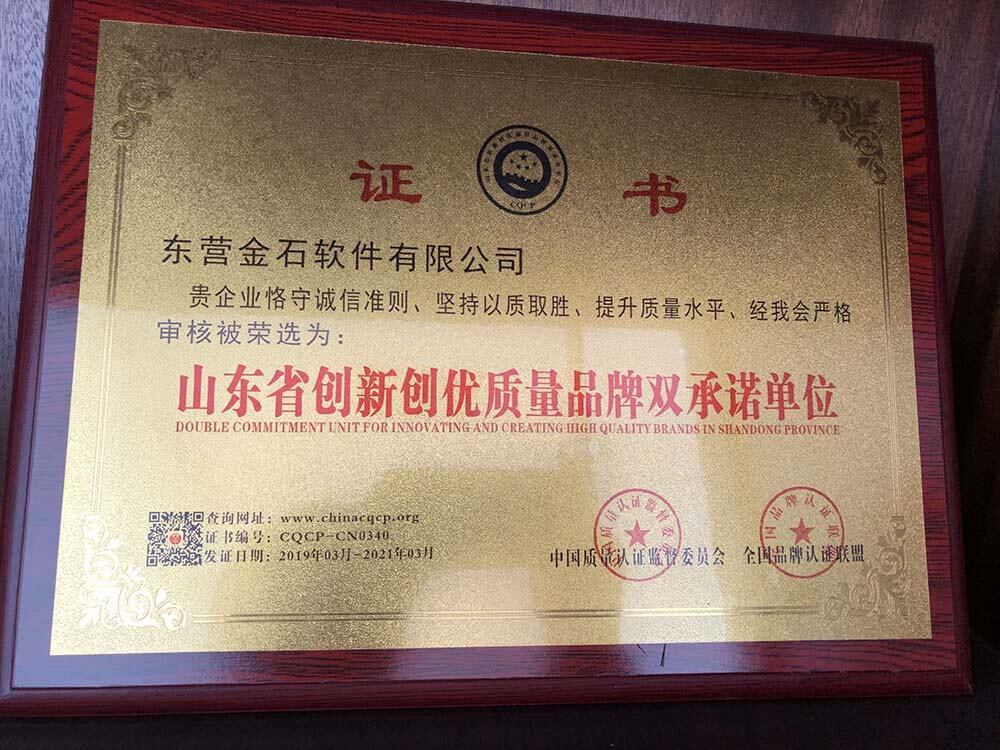 证书
CQCP
东营金石软件有限公司
贵企业恪守诚信准则、坚持以质取胜、提升质量水平、经我会严格
审核被荣选为：
山东省创新创优质量品牌双承诺单位
DOUBLE COMMITMENT UNIT FOR INNOVATING AND CREATING HIGH QUALITY BRANDS IN SHANDONG PROVINCE
查询网址：www.chinacqcp.org
证书编号：CQCP-CN0340
发证日期：2019年03月-2021年03月
中国质量认证监督委员会 全国品牌认证联盟